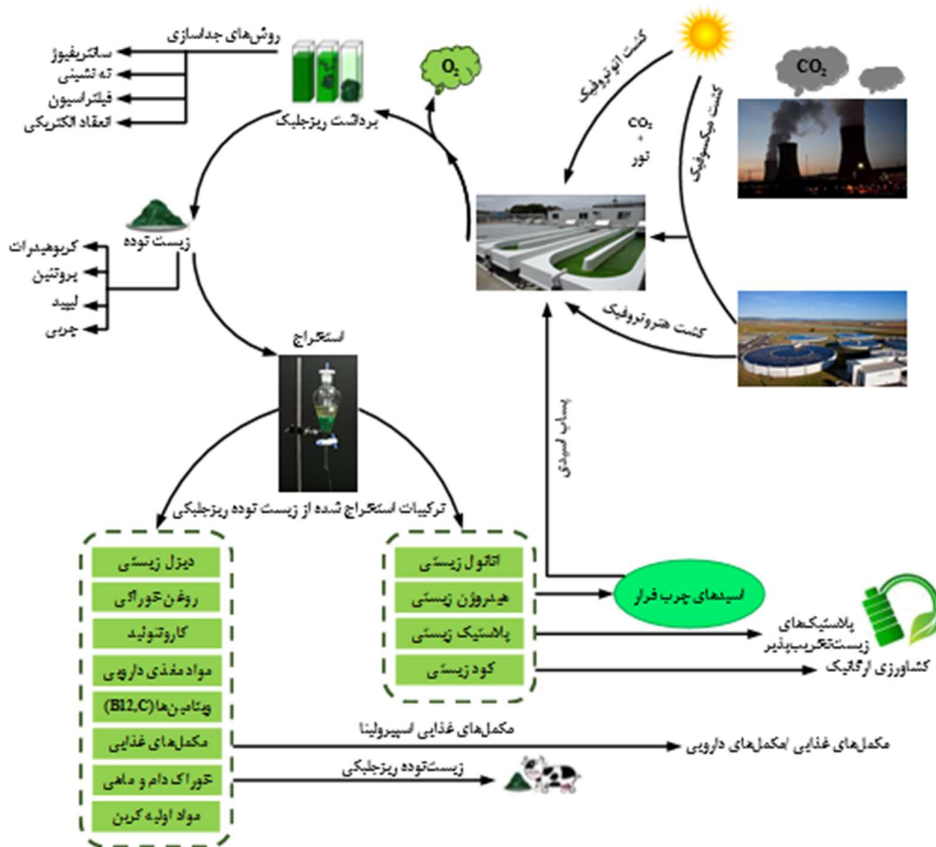 روش‌های جداسازی
سانتریفیوژ
ته نشینی
فیلتراسیون
انعقاد الکتریکی
برداشت ریزجلبک
O₂
کشت اتوتروفیک
CO₂
+
نور
کشت میکسوفیک
CO₂
کشت هتروتروفیک
زیست توده
کربوهیدرات
پروتئین
لیپید
چربی
استخراج
پساب اسیدی
ترکیبات استخراج شده از زیست توده ریزجلبکی
اتانول زیستی
هیدروژن زیستی
پلاستیک زیستی
کود زیستی
اسیدهای چرب فرار
پلاستیک‌های
زیست‌تخریب‌پذیر
کشاورزی ارگانیک
دیزل زیستی
روغن خوراکی
کاروتنوئید
مواد مغذی دارویی
ویتامین‌ها (B12,C)
مکمل‌های غذایی
خوراک دام و ماهی
مواد اولیه کربن
مکمل‌های غذایی اسپیرولینا
مکمل‌های غذایی /مکمل‌های دارویی
زیست‌توده ریزجلبکی